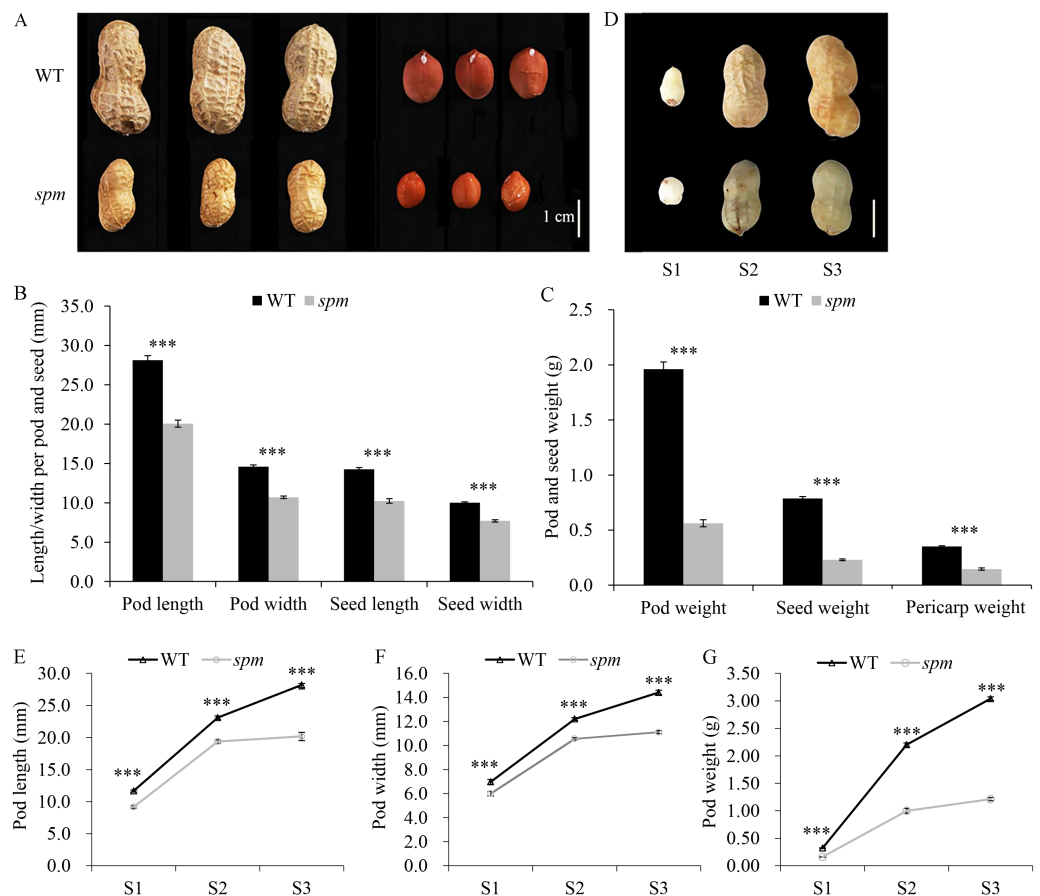 A
WT
spm
1 cm
D
S1 S2 S3
B
WT spm
Length/width per pod and seed (mm)
35.0
30.0
25.0
20.0
15.0
10.0
5.0
0.0
***
***
***
***
Pod length Pod width Seed length Seed width
C
WT spm
Pod and seed weight (g)
2.5
2.0
1.5
1.0
0.5
0.0
***
***
***
Pod weight Seed weight Pericarp weight
E
WT spm
Pod length (mm)
30.0
25.0
20.0
15.0
10.0
5.0
0.0
***
***
***
S1 S2 S3
F
WT spm
Pod width (mm)
16.0
14.0
12.0
10.0
8.0
6.0
4.0
2.0
0.0
***
***
***
S1 S2 S3
G
WT spm
Pod weight (g)
3.50
3.00
2.50
2.00
1.50
1.00
0.50
0.00
***
***
***
S1 S2 S3